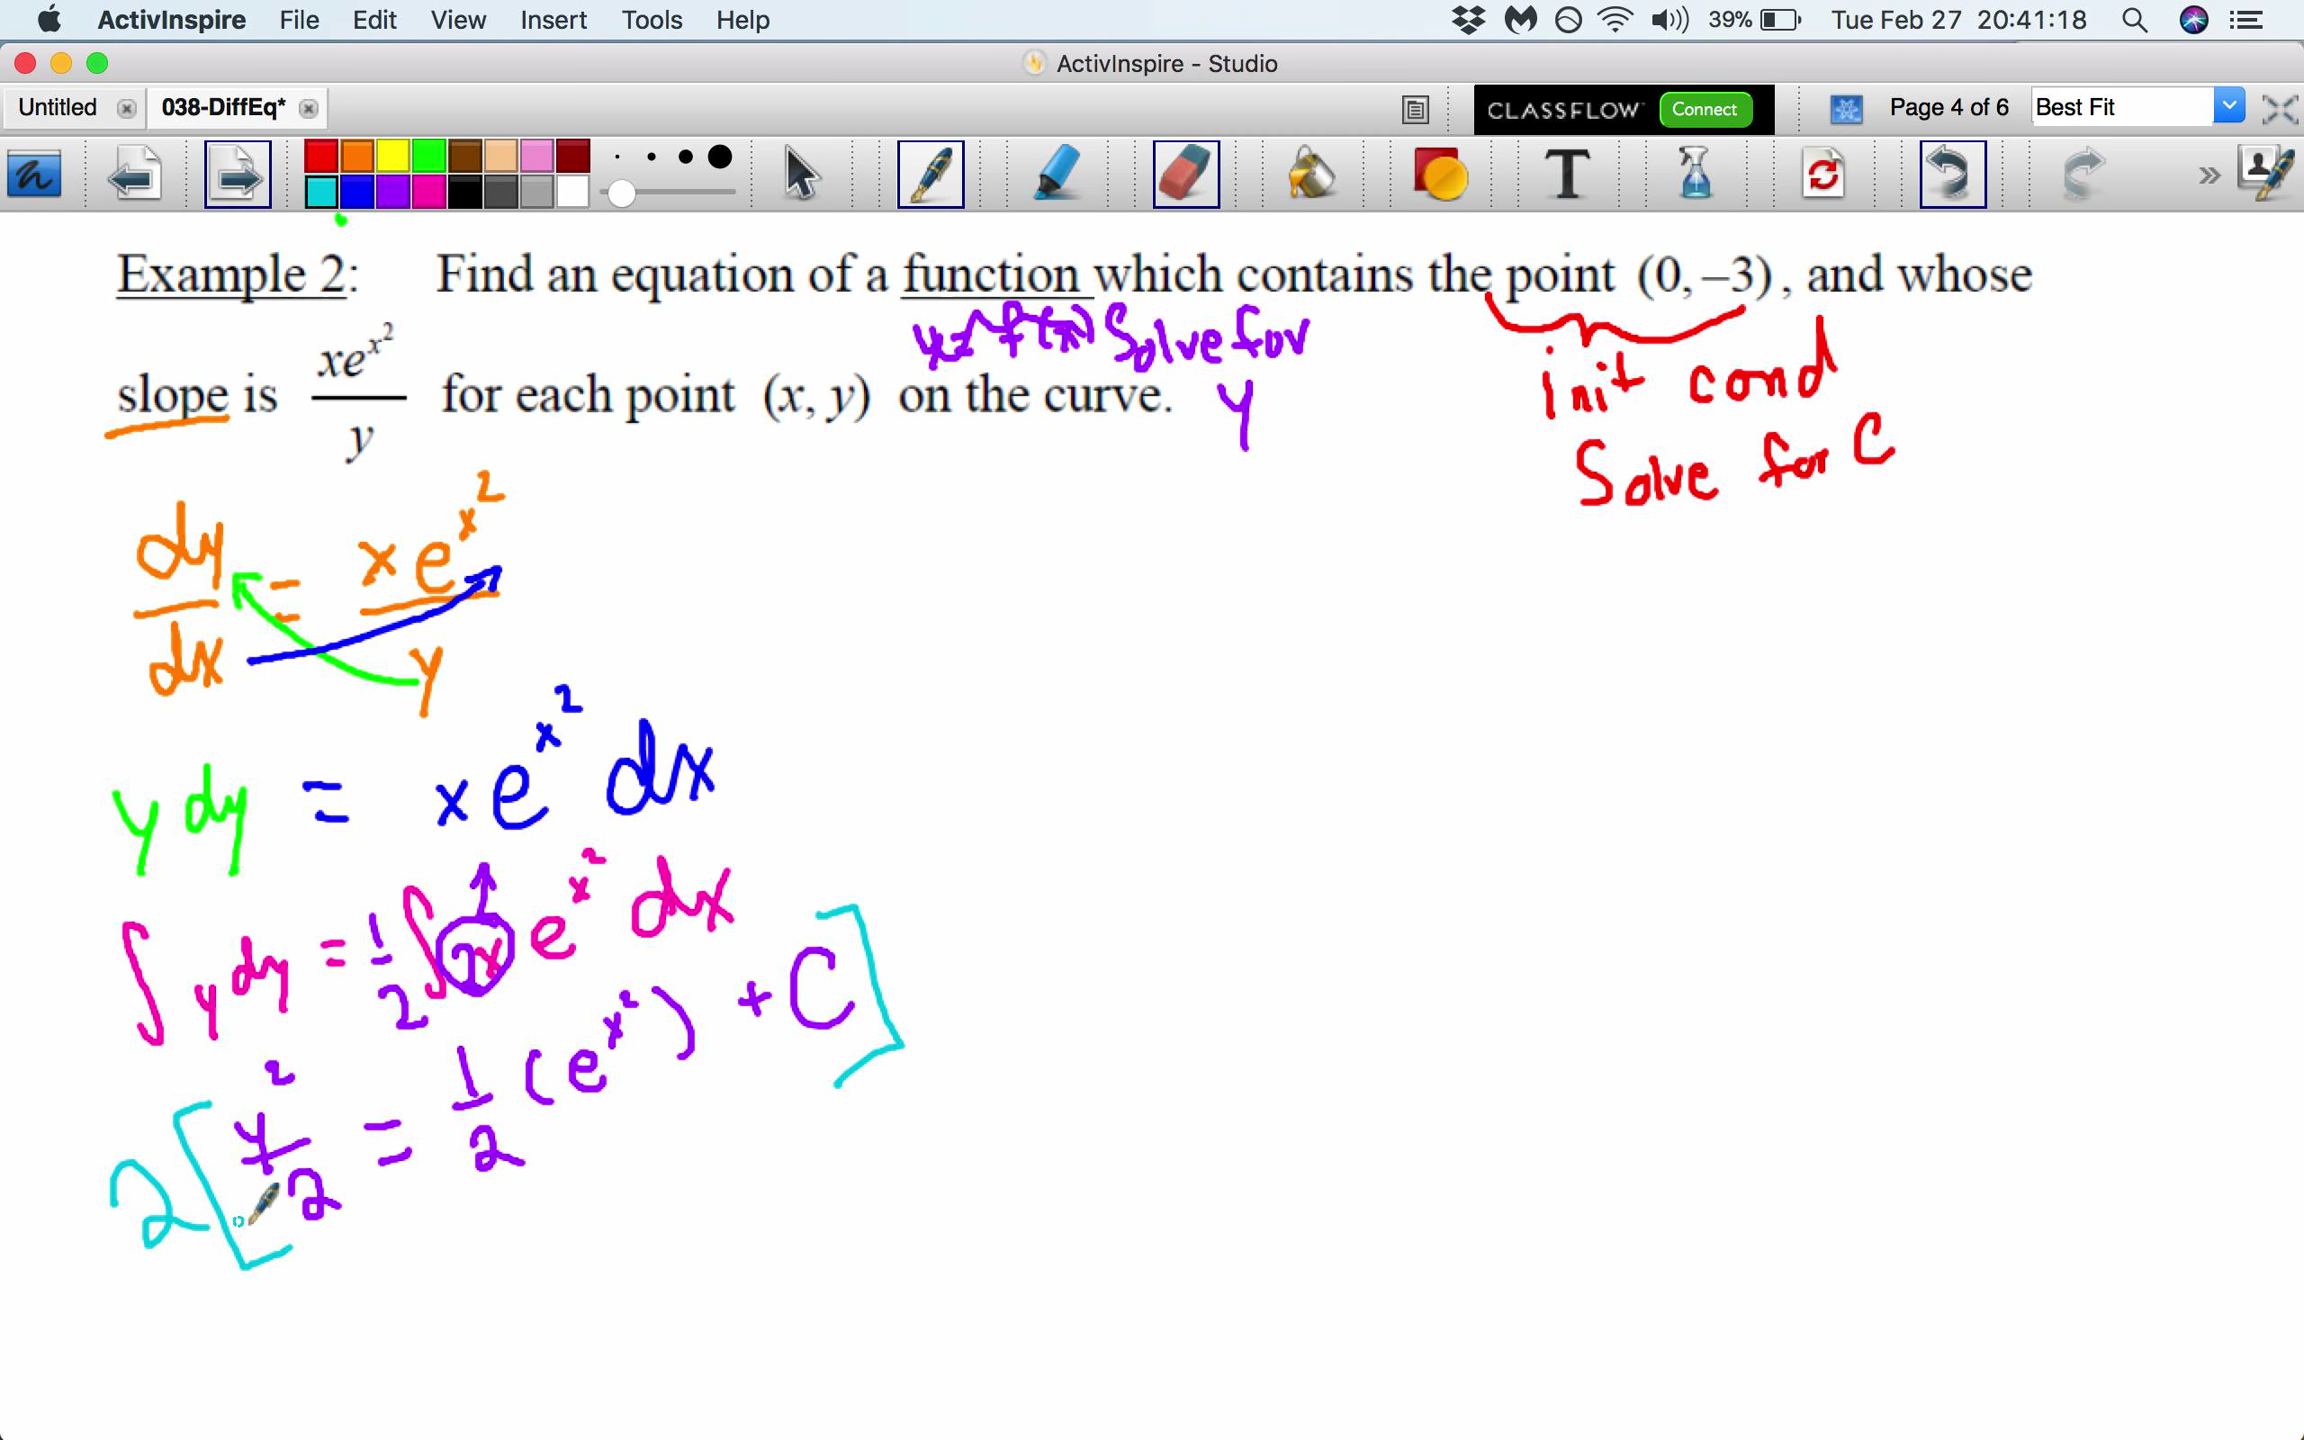 ActivInspire File Edit View Insert Tools Help 39% Tue Feb 27 20:41:18
ActivInspire - Studio
Untitled 038-DiffEq* CLASSFLOW Connect Page 4 of 6 Best Fit
T
Example 2: Find an equation of a function which contains the point (0, –3), and whose
y = f(x) Solve for
y
init cond
Solve for C
slope is xe^{x^2}/y for each point (x, y) on the curve.
dy/dx = xe^{x^2}/y
y dy = x e^{x^2} dx
∫ y dy = 1/2 ∫ 2x e^{x^2} dx
2[y^2/2 = 1/2 (e^{x^2}) + C]